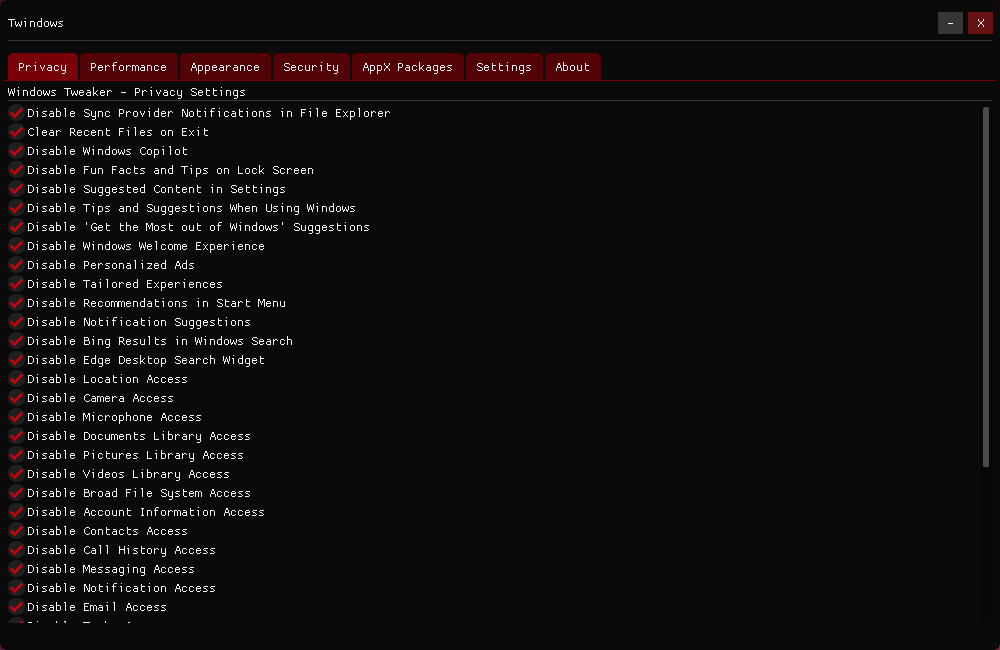 Twindows
- X
Privacy Performance Appearance Security AppX Packages Settings About
Windows Tweaker - Privacy Settings
Disable Sync Provider Notifications in File Explorer
Clear Recent Files on Exit
Disable Windows Copilot
Disable Fun Facts and Tips on Lock Screen
Disable Suggested Content in Settings
Disable Tips and Suggestions When Using Windows
Disable 'Get the Most out of Windows' Suggestions
Disable Windows Welcome Experience
Disable Personalized Ads
Disable Tailored Experiences
Disable Recommendations in Start Menu
Disable Notification Suggestions
Disable Bing Results in Windows Search
Disable Edge Desktop Search Widget
Disable Location Access
Disable Camera Access
Disable Microphone Access
Disable Documents Library Access
Disable Pictures Library Access
Disable Videos Library Access
Disable Broad File System Access
Disable Account Information Access
Disable Contacts Access
Disable Call History Access
Disable Messaging Access
Disable Notification Access
Disable Email Access